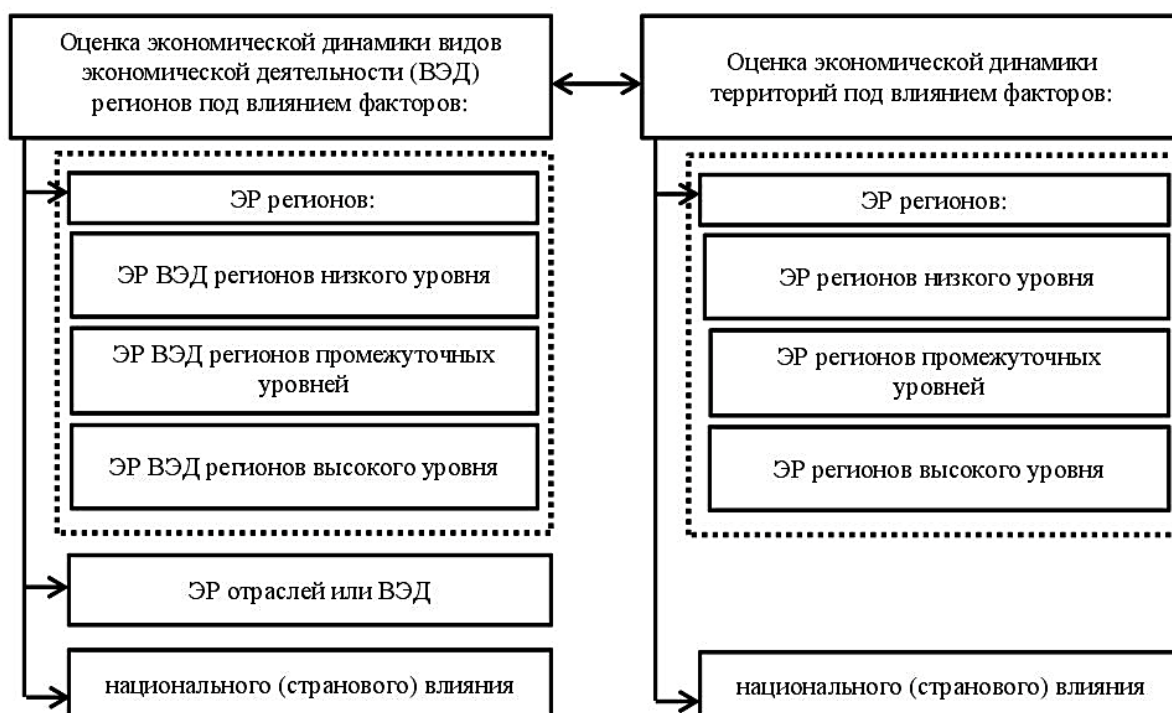 Оценка экономической динамики видов
экономической деятельности (ВЭД)
регионов под влиянием факторов:
ЭР регионов:
ЭР ВЭД регионов низкого уровня
ЭР ВЭД регионов промежуточных
уровней
ЭР ВЭД регионов высокого уровня
ЭР отраслей или ВЭД
национального (странового) влияния
Оценка экономической динамики
территорий под влиянием факторов:
ЭР регионов:
ЭР регионов низкого уровня
ЭР регионов промежуточных
уровней
ЭР регионов высокого уровня
национального (странового) влияния